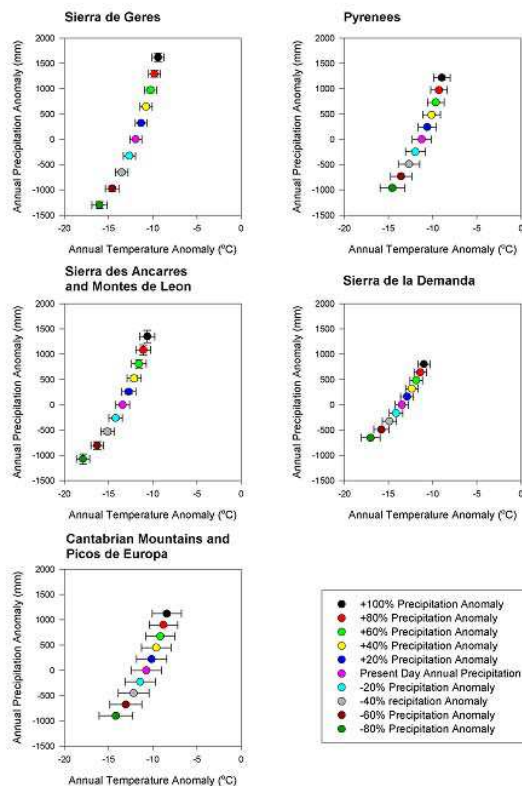 Sierra de Geres
Annual Precipitation Anomaly (mm)
2000
1500
1000
500
0
-500
-1000
-1500
-20 -15 -10 -5 0
Annual Temperature Anomaly (ºC)
Pyrenees
Annual Precipitation Anomaly (mm)
2000
1500
1000
500
0
-500
-1000
-1500
-20 -15 -10 -5 0
Annual Temperature Anomaly (ºC)
Sierra des Ancarres
and Montes de Leon
Annual Precipitation Anomaly (mm)
2000
1500
1000
500
0
-500
-1000
-1500
-20 -15 -10 -5 0
Annual Temperature Anomaly (ºC)
Sierra de la Demanda
Annual Precipitation Anomaly (mm)
2000
1500
1000
500
0
-500
-1000
-1500
-20 -15 -10 -5 0
Annual Temperature Anomaly (ºC)
Cantabrian Mountains and
Picos de Europa
Annual Precipitation Anomaly (mm)
2000
1500
1000
500
0
-500
-1000
-1500
-20 -15 -10 -5 0
Annual Temperature Anomaly (ºC)
+100% Precipitation Anomaly
+80% Precipitation Anomaly
+60% Precipitation Anomaly
+40% Precipitation Anomaly
+20% Precipitation Anomaly
Present Day Annual Precipitation
-20% Precipitation Anomaly
-40% recipitation Anomaly
-60% Precipitation Anomaly
-80% Precipitation Anomaly